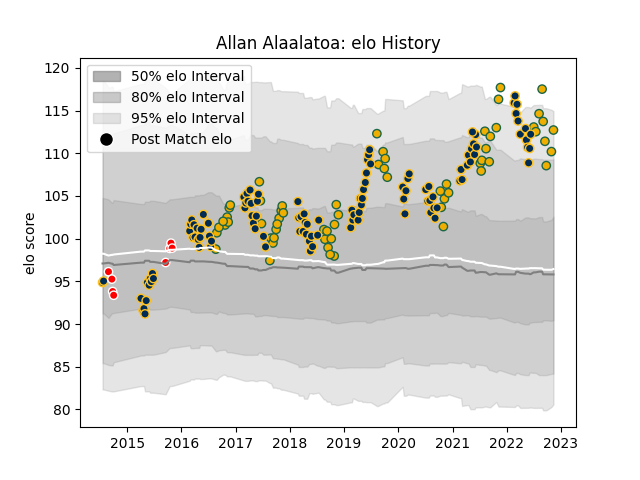 Allan Alaalatoa: elo History
50% elo Interval
80% elo Interval
95% elo Interval
Post Match elo
elo score
120
115
110
105
100
95
90
85
80
2015 2016 2017 2018 2019 2020 2021 2022 2023